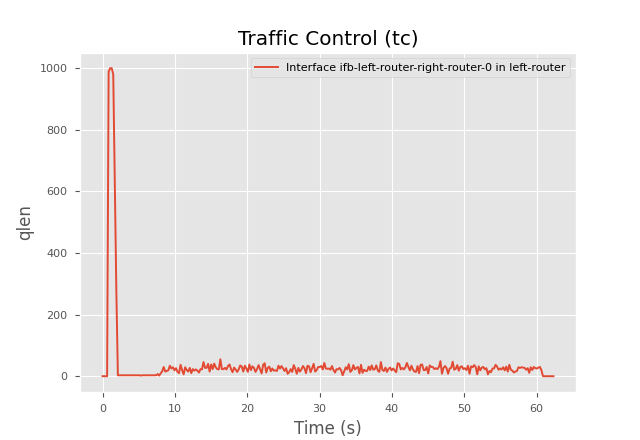 Traffic Control (tc)
Interface ifb-left-router-right-router-0 in left-router
1000
800
600
400
200
0
qlen
0 10 20 30 40 50 60
Time (s)